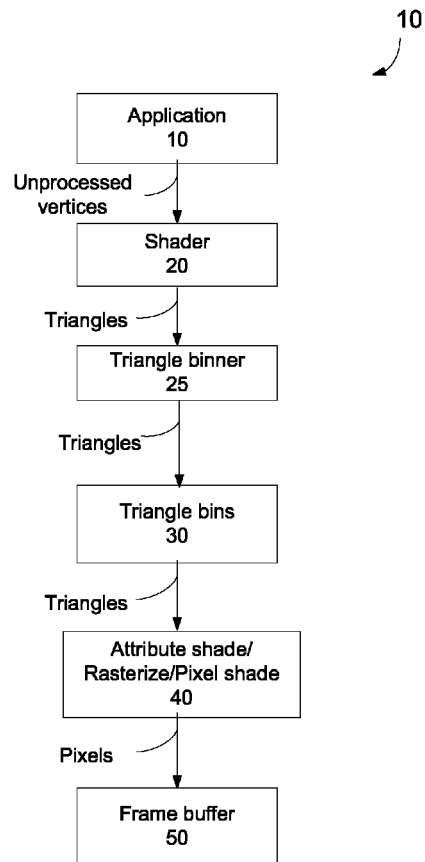 10
Application
10
Unprocessed
vertices
Shader
20
Triangles
Triangle binner
25
Triangles
Triangle bins
30
Triangles
Attribute shade/
Rasterize/Pixel shade
40
Pixels
Frame buffer
50